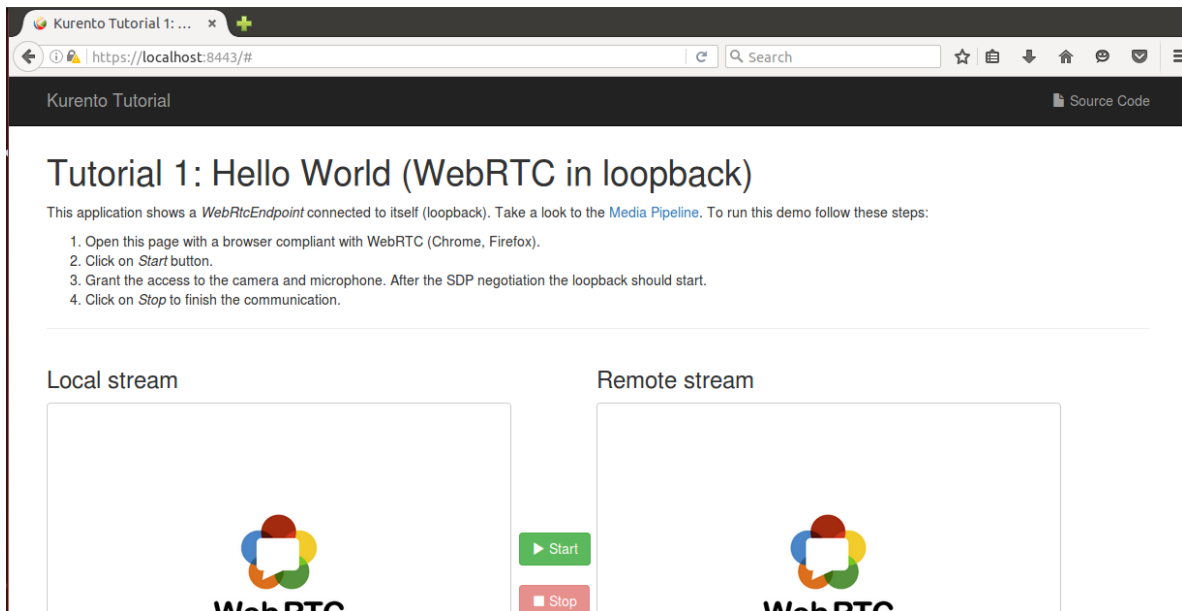 Kurento Tutorial 1: ...
https://localhost:8443/#
Search
Kurento Tutorial
Source Code
Tutorial 1: Hello World (WebRTC in loopback)
This application shows a WebRtcEndpoint connected to itself (loopback). Take a look to the Media Pipeline. To run this demo follow these steps:
1. Open this page with a browser compliant with WebRTC (Chrome, Firefox).
2. Click on Start button.
3. Grant the access to the camera and microphone. After the SDP negotiation the loopback should start.
4. Click on Stop to finish the communication.
Local stream
Remote stream
Start
Stop
WebRTC
WebRTC